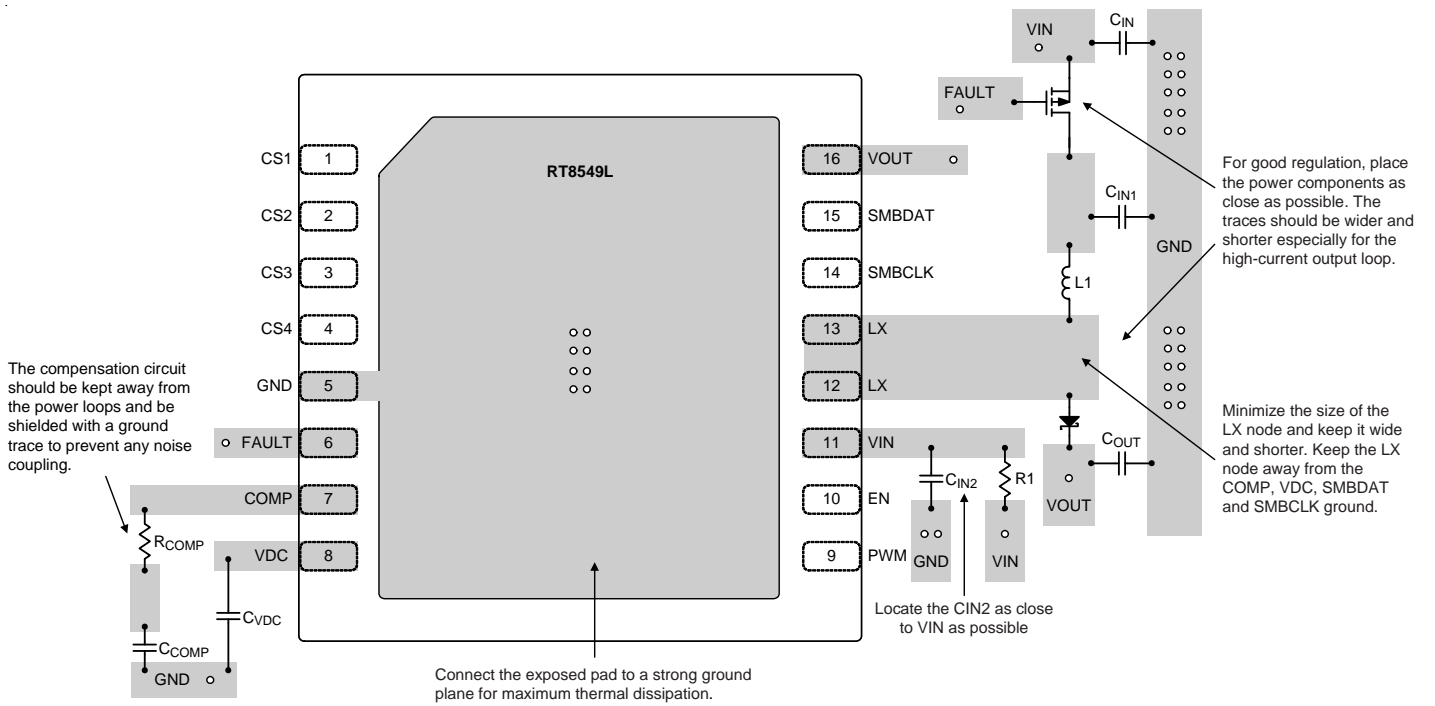 RT8549L
CS1
1
CS2
2
CS3
3
CS4
4
GND
5
FAULT
6
COMP
7
VDC
8
16
VOUT
15
SMBDAT
14
SMBCLK
13
LX
12
LX
11
VIN
10
EN
9
PWM
The compensation circuit
should be kept away from
the power loops and be
shielded with a ground
trace to prevent any noise
coupling.
RCOMP
CCOMP
CVDC
GND
Connect the exposed pad to a strong ground
plane for maximum thermal dissipation.
CIN2
R1
GND
VIN
Locate the CIN2 as close
to VIN as possible
VIN
CIN
FAULT
CIN1
GND
L1
COUT
VOUT
For good regulation, place
the power components as
close as possible. The
traces should be wider and
shorter especially for the
high-current output loop.
Minimize the size of the
LX node and keep it wide
and shorter. Keep the LX
node away from the
COMP, VDC, SMBDAT
and SMBCLK ground.